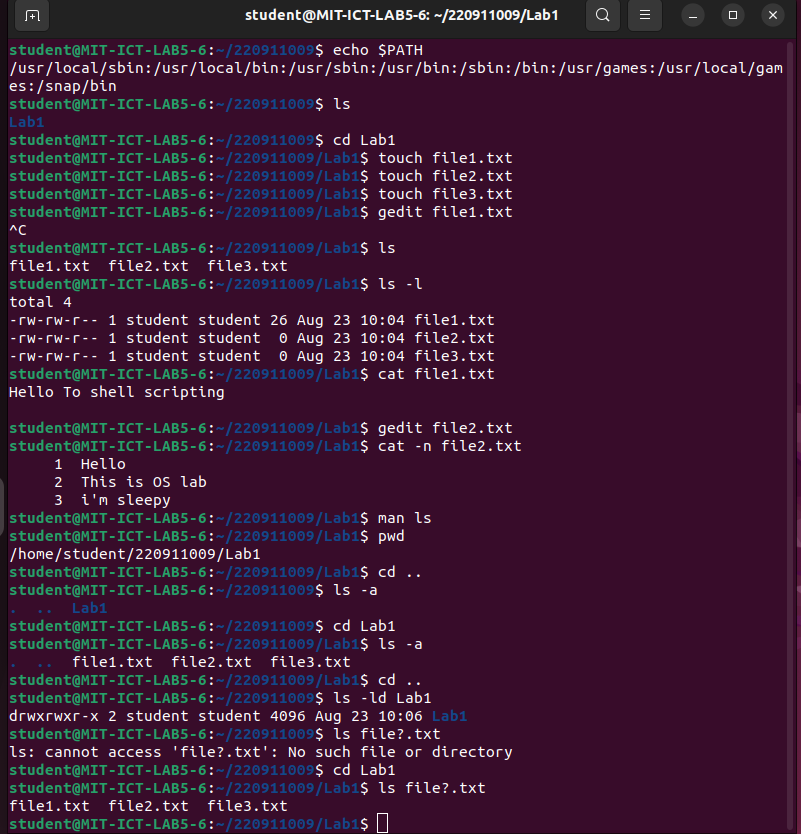 student@MIT-ICT-LAB5-6: ~/220911009/Lab1
student@MIT-ICT-LAB5-6:~/220911009$ echo $PATH
/usr/local/sbin:/usr/local/bin:/usr/sbin:/usr/bin:/sbin:/bin:/usr/games:/usr/local/gam
es:/snap/bin
student@MIT-ICT-LAB5-6:~/220911009$ ls
Lab1
student@MIT-ICT-LAB5-6:~/220911009$ cd Lab1
student@MIT-ICT-LAB5-6:~/220911009/Lab1$ touch file1.txt
student@MIT-ICT-LAB5-6:~/220911009/Lab1$ touch file2.txt
student@MIT-ICT-LAB5-6:~/220911009/Lab1$ touch file3.txt
student@MIT-ICT-LAB5-6:~/220911009/Lab1$ gedit file1.txt
^C
student@MIT-ICT-LAB5-6:~/220911009/Lab1$ ls
file1.txt  file2.txt  file3.txt
student@MIT-ICT-LAB5-6:~/220911009/Lab1$ ls -l
total 4
-rw-rw-r-- 1 student student 26 Aug 23 10:04 file1.txt
-rw-rw-r-- 1 student student  0 Aug 23 10:04 file2.txt
-rw-rw-r-- 1 student student  0 Aug 23 10:04 file3.txt
student@MIT-ICT-LAB5-6:~/220911009/Lab1$ cat file1.txt
Hello To shell scripting
student@MIT-ICT-LAB5-6:~/220911009/Lab1$ gedit file2.txt
student@MIT-ICT-LAB5-6:~/220911009/Lab1$ cat -n file2.txt
     1  Hello
     2  This is OS lab
     3  i'm sleepy
student@MIT-ICT-LAB5-6:~/220911009/Lab1$ man ls
student@MIT-ICT-LAB5-6:~/220911009/Lab1$ pwd
/home/student/220911009/Lab1
student@MIT-ICT-LAB5-6:~/220911009/Lab1$ cd ..
student@MIT-ICT-LAB5-6:~/220911009$ ls -a
.  ..  Lab1
student@MIT-ICT-LAB5-6:~/220911009$ cd Lab1
student@MIT-ICT-LAB5-6:~/220911009/Lab1$ ls -a
.  ..  file1.txt  file2.txt  file3.txt
student@MIT-ICT-LAB5-6:~/220911009/Lab1$ cd ..
student@MIT-ICT-LAB5-6:~/220911009$ ls -ld Lab1
drwxrwxr-x 2 student student 4096 Aug 23 10:06 Lab1
student@MIT-ICT-LAB5-6:~/220911009$ ls file?.txt
ls: cannot access 'file?.txt': No such file or directory
student@MIT-ICT-LAB5-6:~/220911009$ cd Lab1
student@MIT-ICT-LAB5-6:~/220911009/Lab1$ ls file?.txt
file1.txt  file2.txt  file3.txt
student@MIT-ICT-LAB5-6:~/220911009/Lab1$